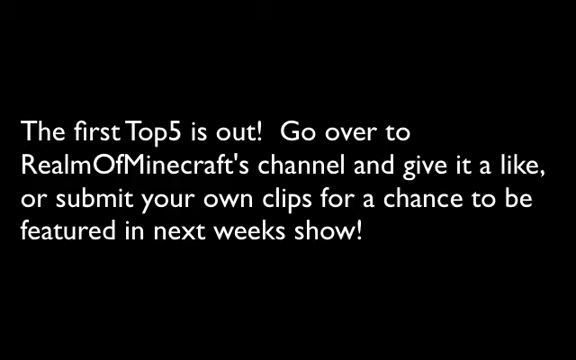 The first Top5 is out!  Go over to
RealmOfMinecraft's channel and give it a like,
or submit your own clips for a chance to be
featured in next weeks show!